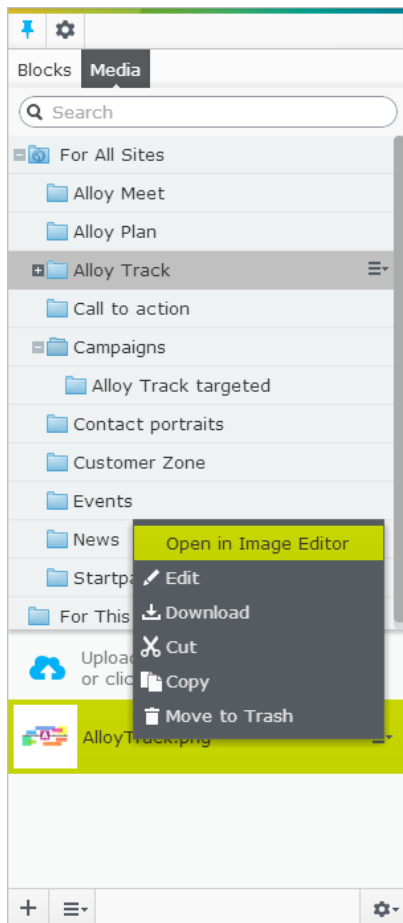 Blocks Media
Search
For All Sites
Alloy Meet
Alloy Plan
Alloy Track
Call to action
Campaigns
Alloy Track targeted
Contact portraits
Customer Zone
Events
News
Open in Image Editor
Edit
For This
Download
Cut
Copy
Move to Trash